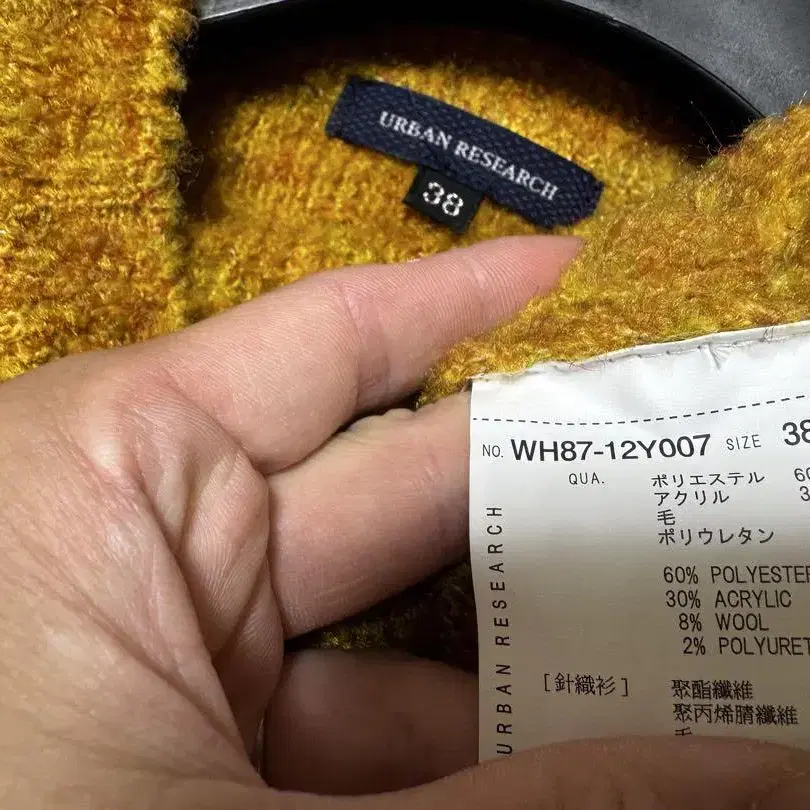 URBAN RESEARCH
38
NO. WH87-12Y007 SIZE 38
QUA.
ポリエステル
アクリル
毛
ポリウレタン
60% POLYESTER
30% ACRYLIC
8% WOOL
2% POLYURET
URBAN RESEARCH
[針織衫]
聚酯纖維
聚丙烯腈纖維
毛